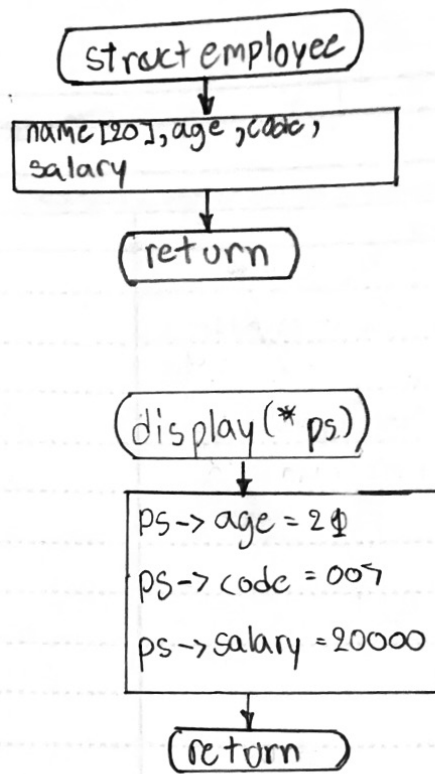 struct employee
name [20], age, code,
salary
return
display (* ps)
ps -> age = 21
ps -> code = 007
ps -> salary = 20000
return